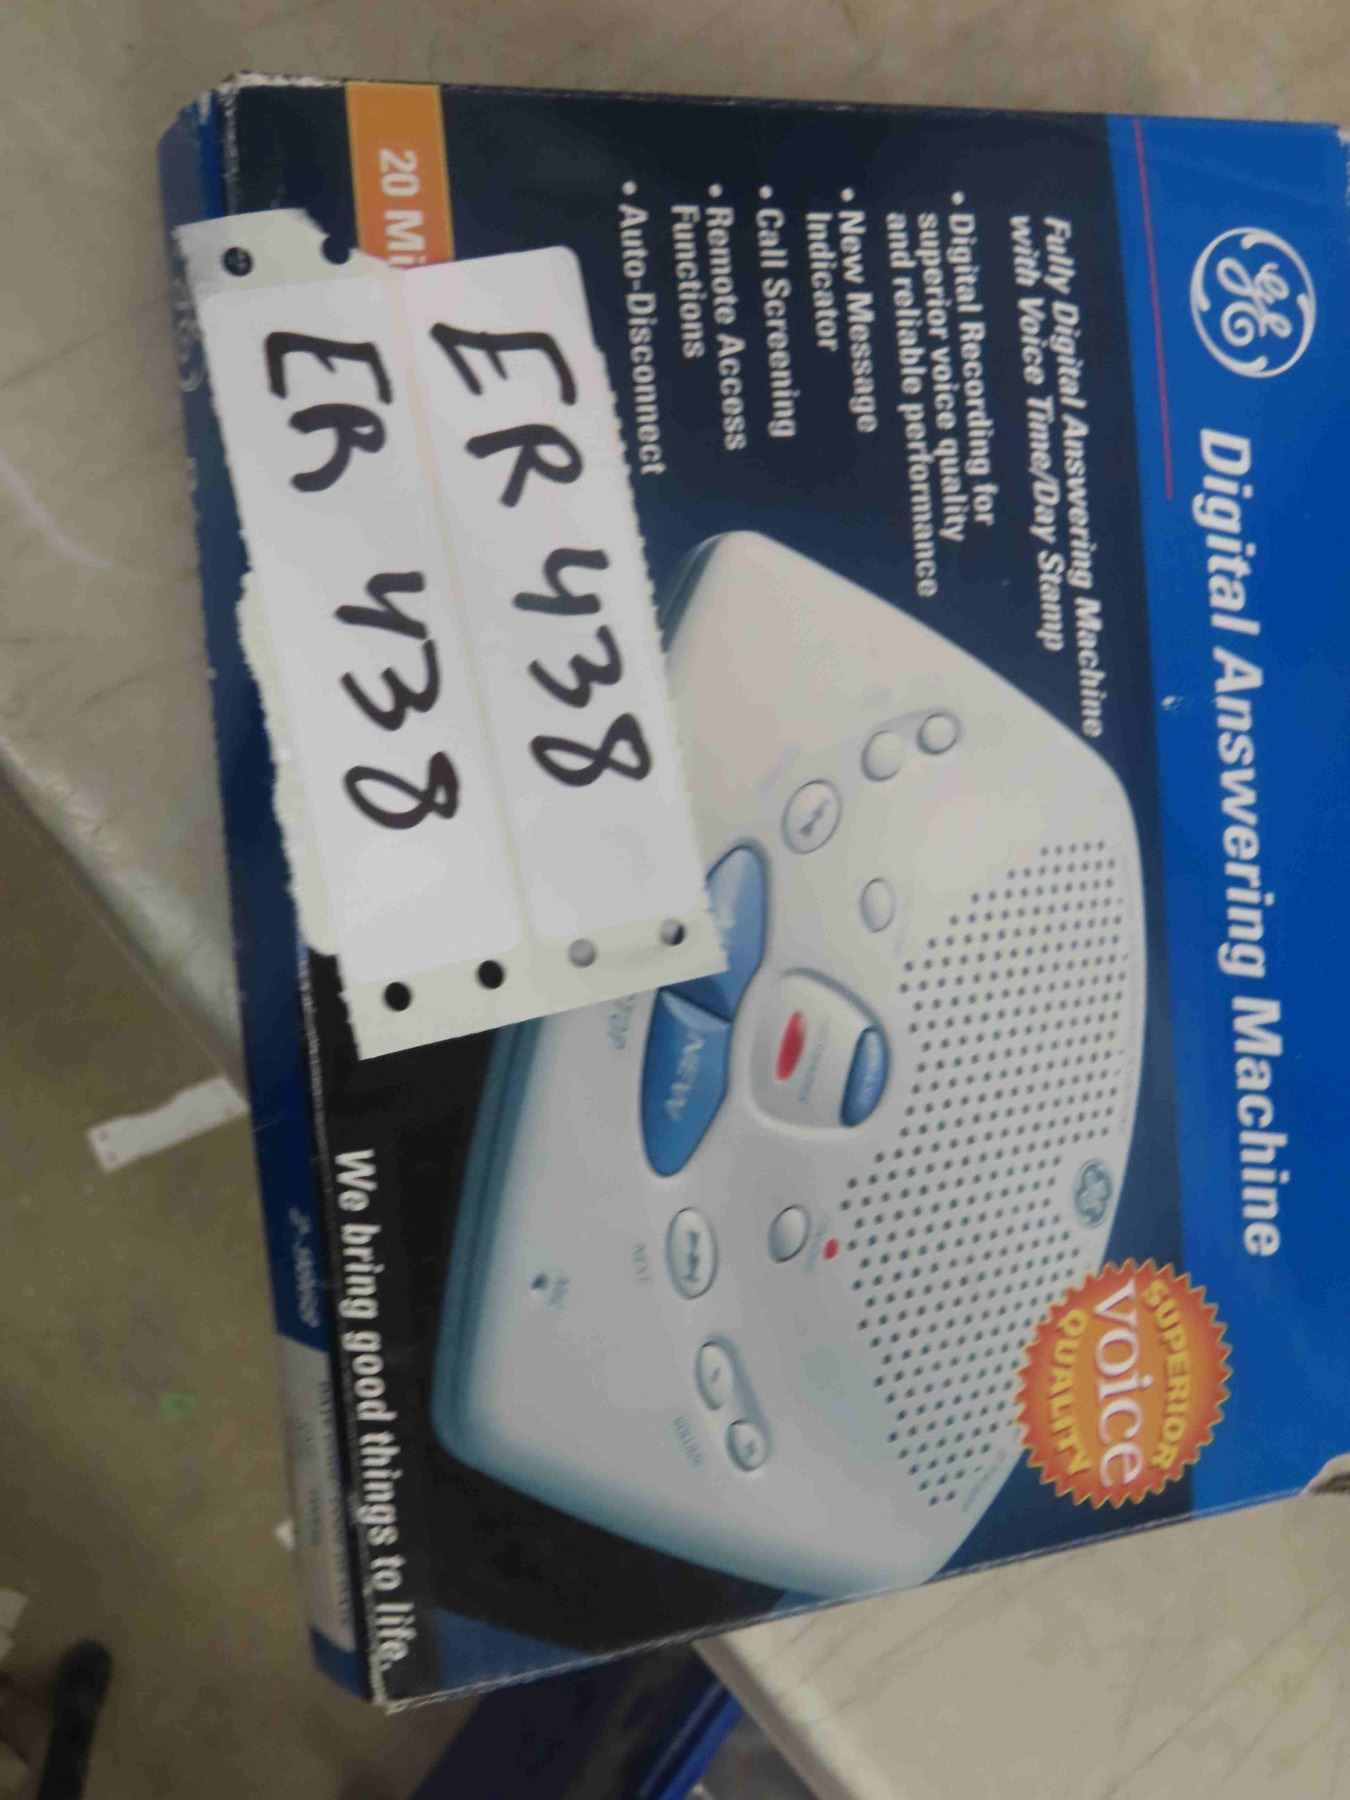 GE
Digital Answering Machine
Fully Digital Answering Machine
with Voice Time/Day Stamp
• Digital Recording for
superior voice quality
and reliable performance
• New Message
Indicator
• Call Screening
• Remote Access
Functions
• Auto-Disconnect
SUPERIOR
voice
QUALITY
New
STOP
NEXT
VOLUME
20 Mi
ER 438
ER 438
We bring good things to life.